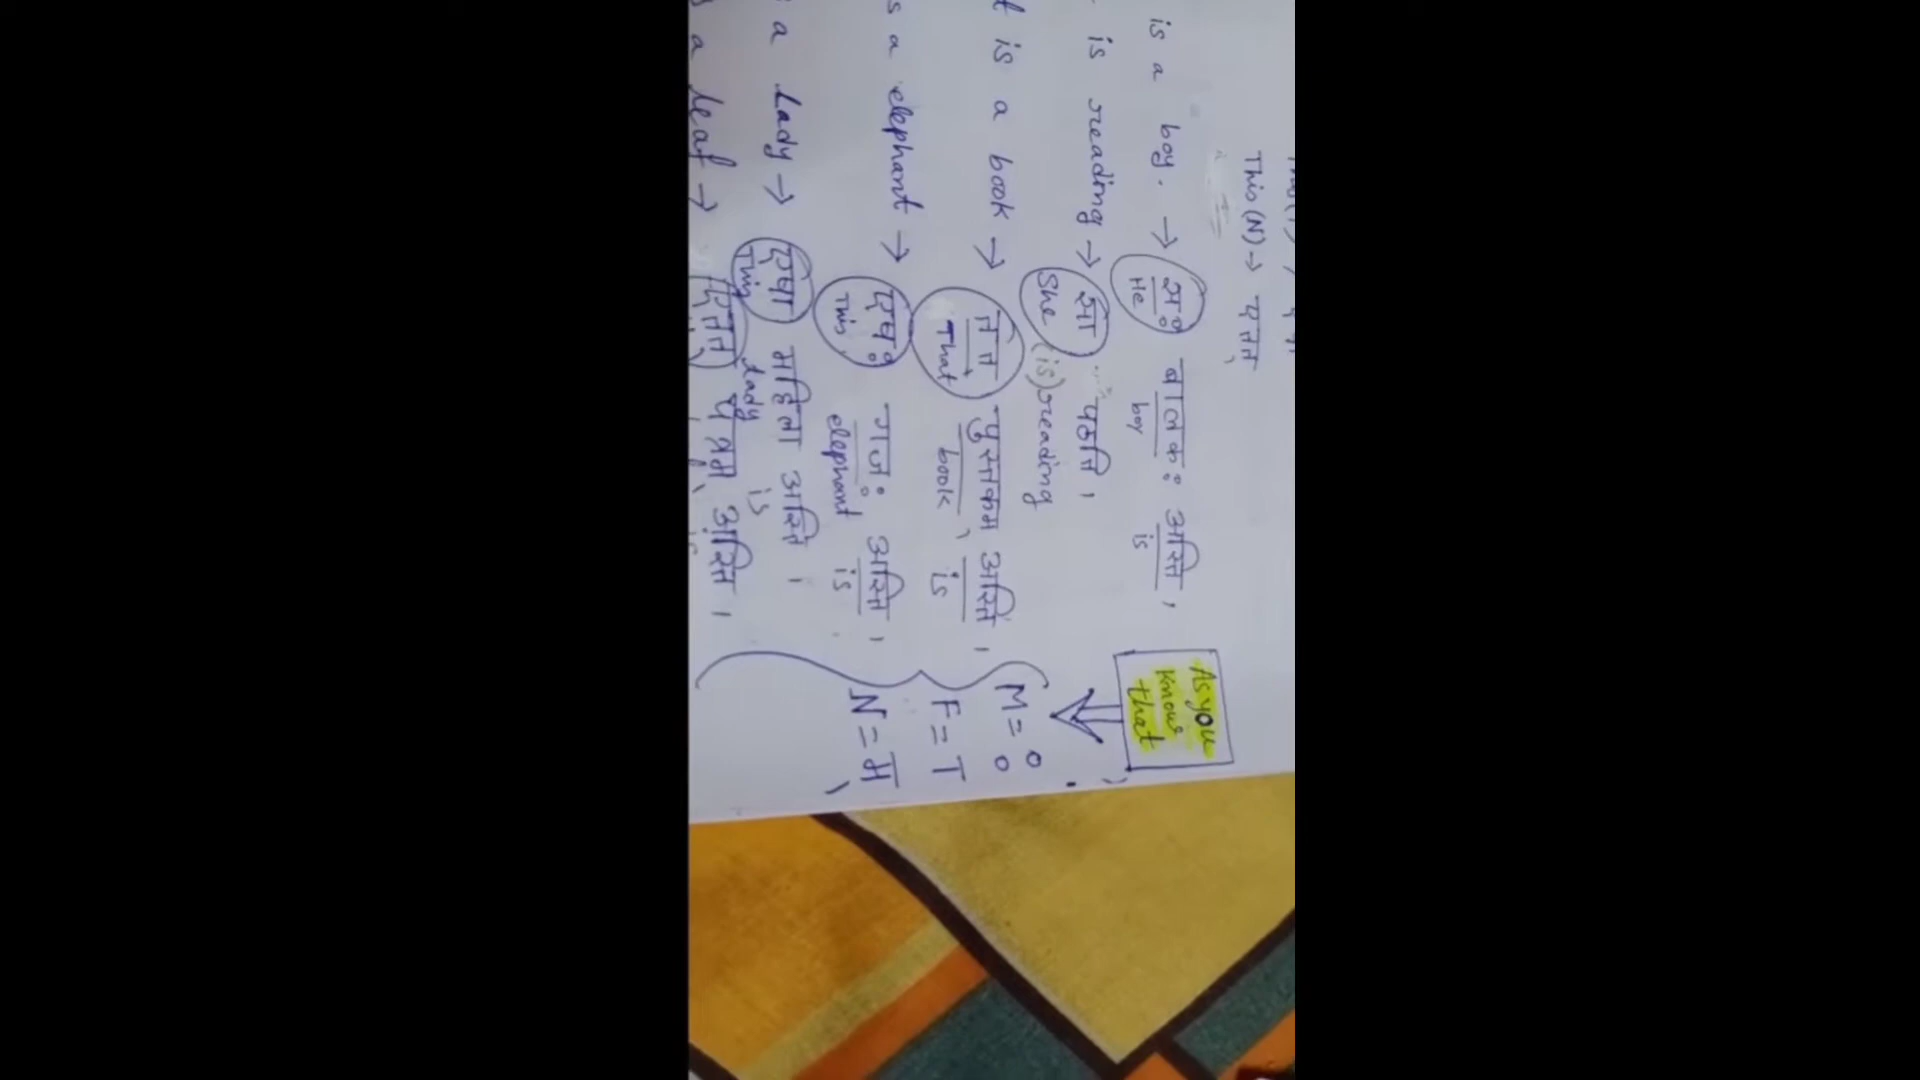 This (N) → एतत्
is a boy. → सः बालकः अस्ति ,
He boy is
is reading → सा पठति ,
She (is) reading
is a book → तत् पुस्तकम् अस्ति ,
That book is
a elephant → एषः गजः अस्ति ,
This elephant is
a Lady → एषा महिला अस्ति ,
This Lady is
a leaf → एतत् पत्रम् अस्ति ,
is
As you
know
that
M = ः
F = ा
N = म्